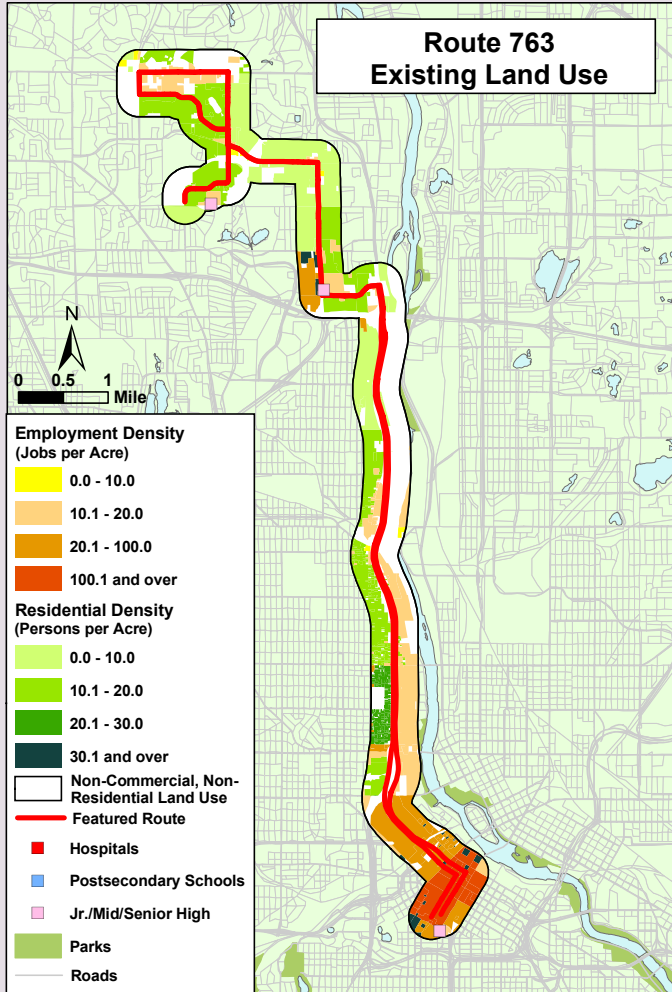 Route 763
Existing Land Use
N
0 0.5 1
Mile
Employment Density
(Jobs per Acre)
0.0 - 10.0
10.1 - 20.0
20.1 - 100.0
100.1 and over
Residential Density
(Persons per Acre)
0.0 - 10.0
10.1 - 20.0
20.1 - 30.0
30.1 and over
Non-Commercial, Non-
Residential Land Use
Featured Route
Hospitals
Postsecondary Schools
Jr./Mid/Senior High
Parks
Roads